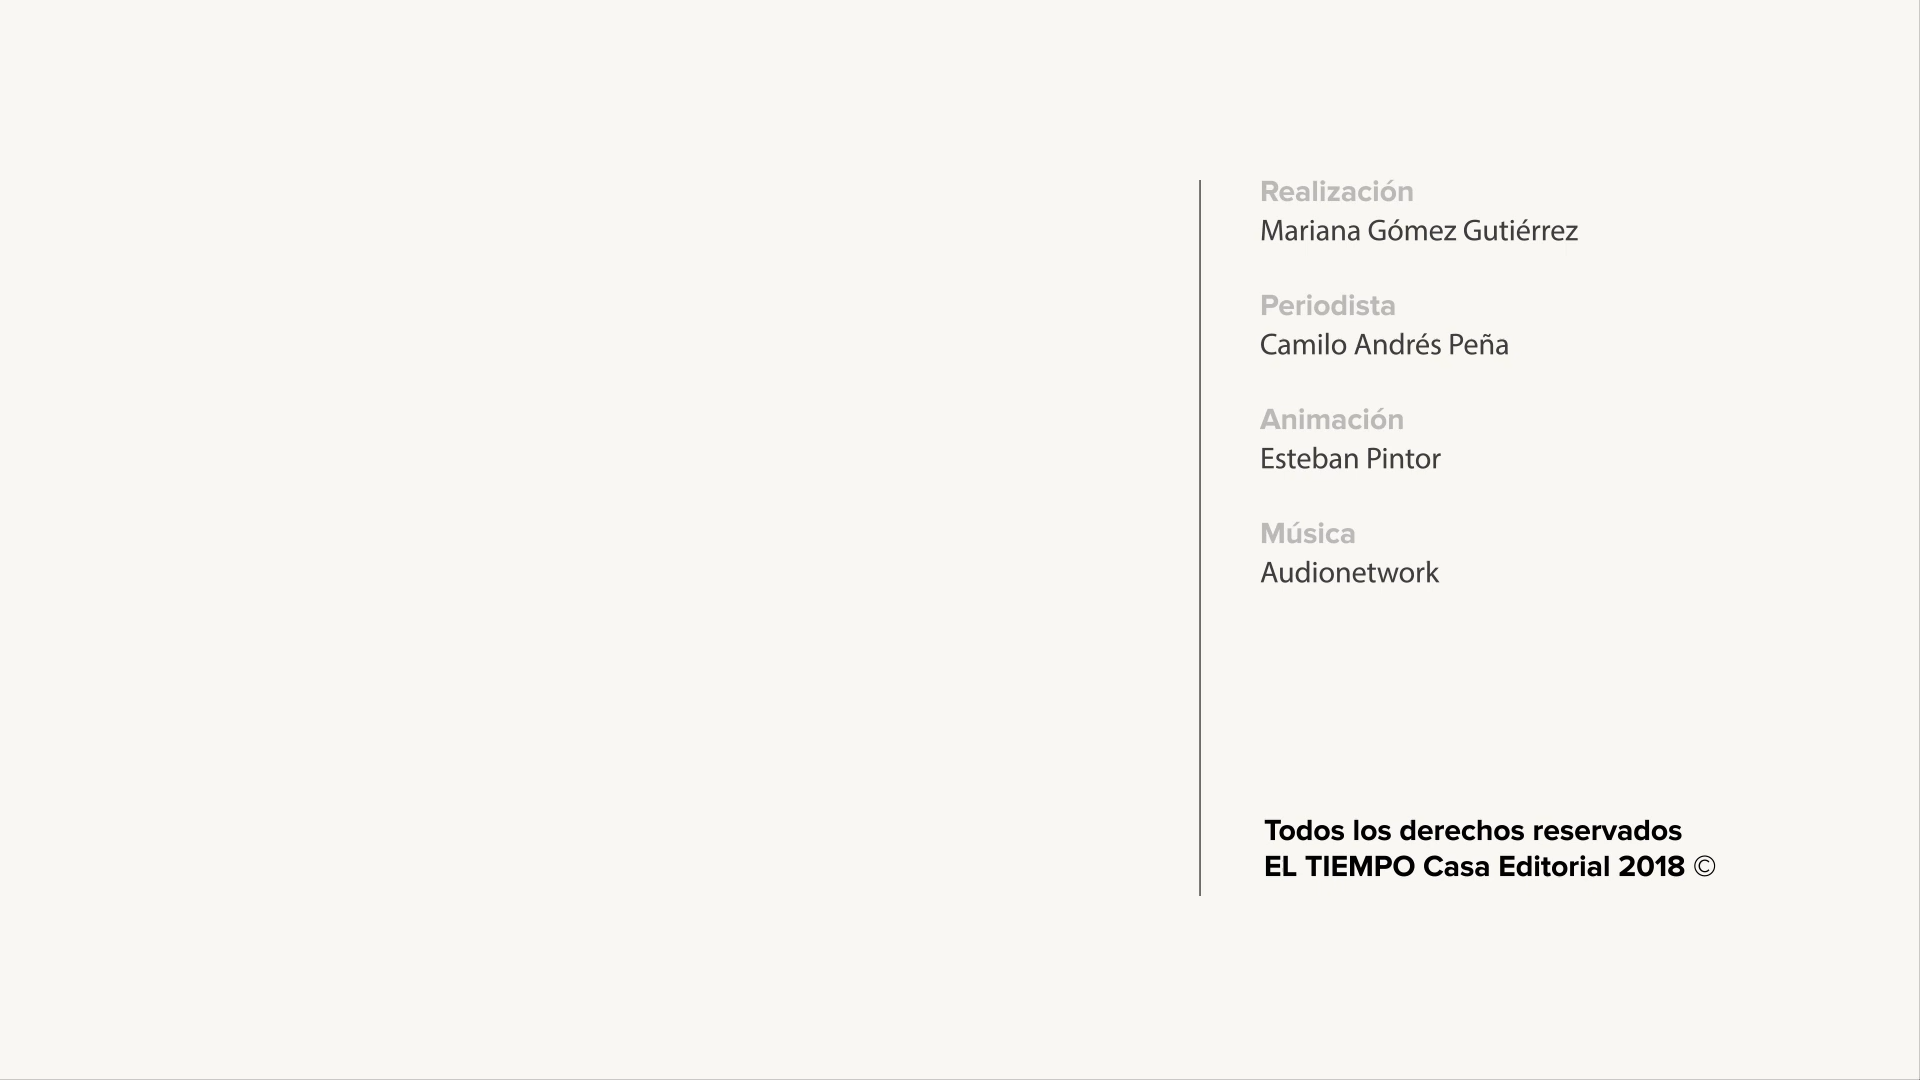 Realización
Mariana Gómez Gutiérrez
Periodista
Camilo Andrés Peña
Animación
Esteban Pintor
Música
Audionetwork
Todos los derechos reservados
EL TIEMPO Casa Editorial 2018 ©